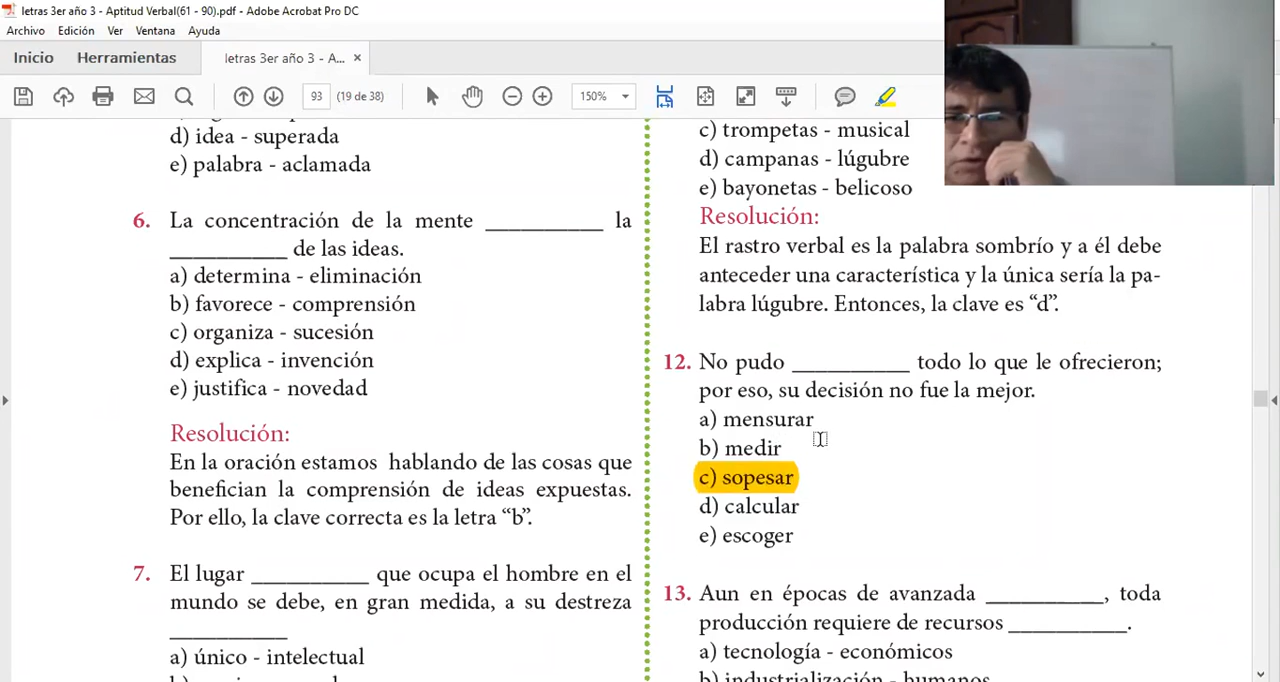 letras 3er año 3 - Aptitud Verbal(61 - 90).pdf - Adobe Acrobat Pro DC
Archivo Edición Ver Ventana Ayuda
Inicio Herramientas letras 3er año 3 - A... ×
93 (19 de 38) 150%
d) idea - superada
e) palabra - aclamada
6. La concentración de la mente __________ la
__________ de las ideas.
a) determina - eliminación
b) favorece - comprensión
c) organiza - sucesión
d) explica - invención
e) justifica - novedad
Resolución:
En la oración estamos hablando de las cosas que
benefician la comprensión de ideas expuestas.
Por ello, la clave correcta es la letra “b”.
7. El lugar __________ que ocupa el hombre en el
mundo se debe, en gran medida, a su destreza
__________
a) único - intelectual
c) trompetas - musical
d) campanas - lúgubre
e) bayonetas - belicoso
Resolución:
El rastro verbal es la palabra sombrío y a él debe
anteceder una característica y la única sería la pa-
labra lúgubre. Entonces, la clave es “d”.
12. No pudo __________ todo lo que le ofrecieron;
por eso, su decisión no fue la mejor.
a) mensurar
b) medir
c) sopesar
d) calcular
e) escoger
13. Aun en épocas de avanzada __________, toda
producción requiere de recursos __________.
a) tecnología - económicos
b) industrialización - humanos